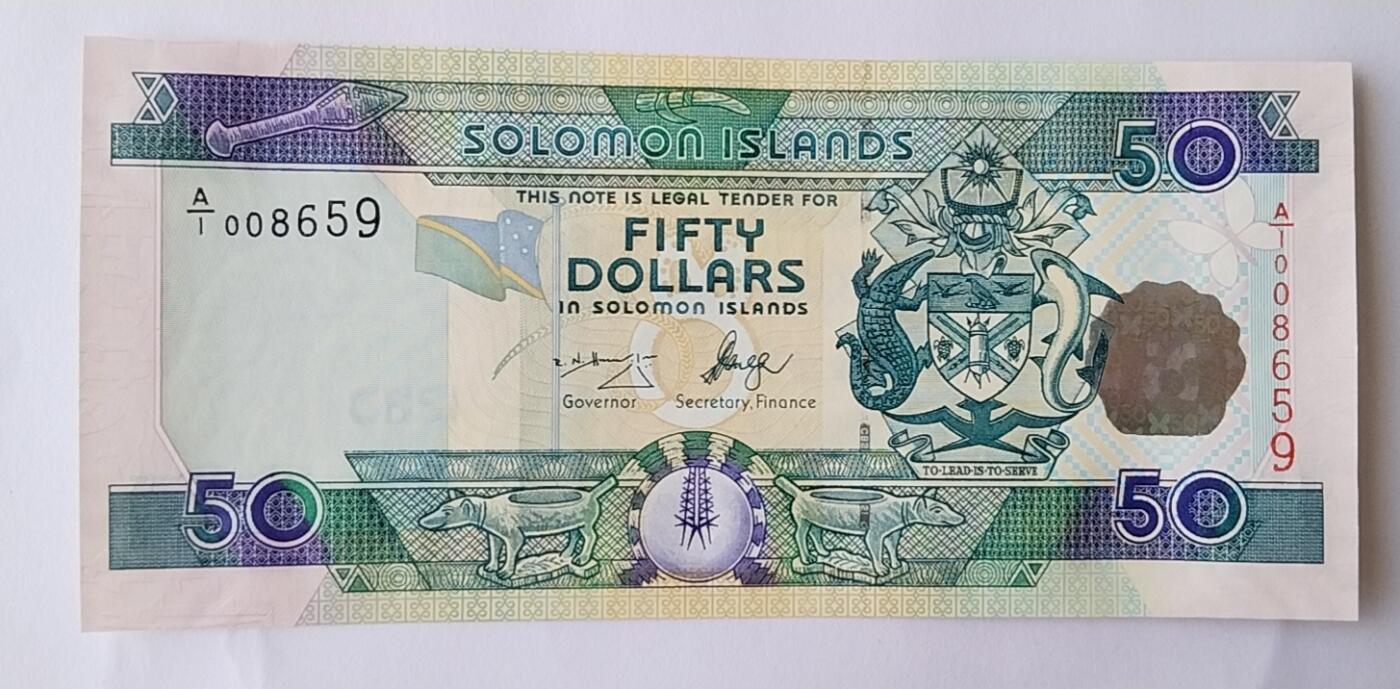 SOLOMON ISLANDS
50
A/1 008659
THIS NOTE IS LEGAL TENDER FOR
FIFTY
DOLLARS
IN SOLOMON ISLANDS
Governor
Secretary, Finance
A/1 008659
TO·LEAD·IS·TO·SERVE
50
50